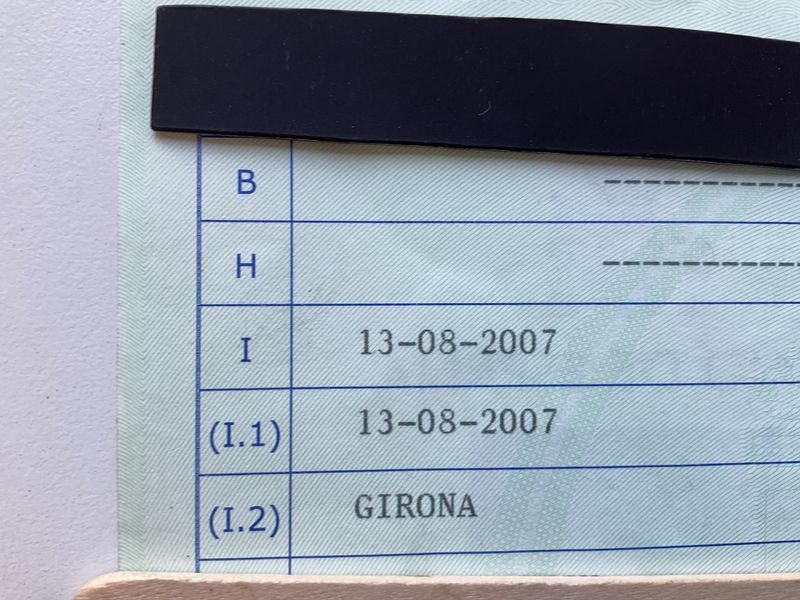 B ----------
H ----------
I 13-08-2007
(I.1) 13-08-2007
(I.2) GIRONA